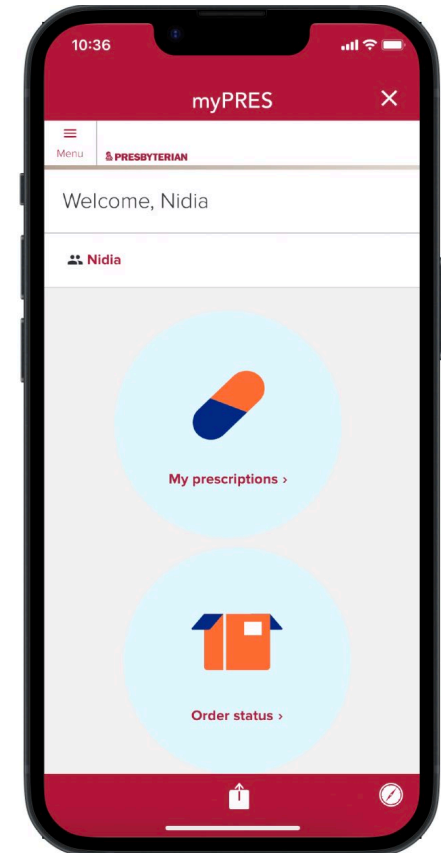 10:36
myPRES
Menu
PRESBYTERIAN
Welcome, Nidia
Nidia
My prescriptions ›
Order status ›